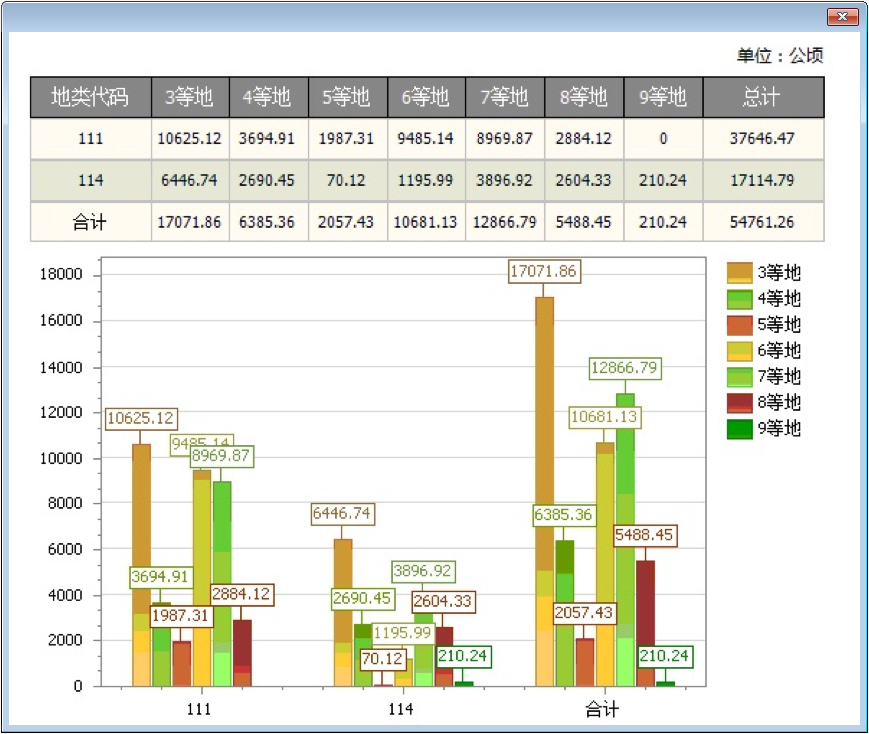 单位：公顷
地类代码 3等地 4等地 5等地 6等地 7等地 8等地 9等地 总计
111 10625.12 3694.91 1987.31 9485.14 8969.87 2884.12 0 37646.47
114 6446.74 2690.45 70.12 1195.99 3896.92 2604.33 210.24 17114.79
合计 17071.86 6385.36 2057.43 10681.13 12866.79 5488.45 210.24 54761.26
18000
16000
14000
12000
10000
8000
6000
4000
2000
0
10625.12
3694.91
1987.31
9485.14
8969.87
2884.12
6446.74
2690.45
70.12
1195.99
3896.92
2604.33
210.24
17071.86
6385.36
2057.43
10681.13
12866.79
5488.45
210.24
111 114 合计
3等地
4等地
5等地
6等地
7等地
8等地
9等地